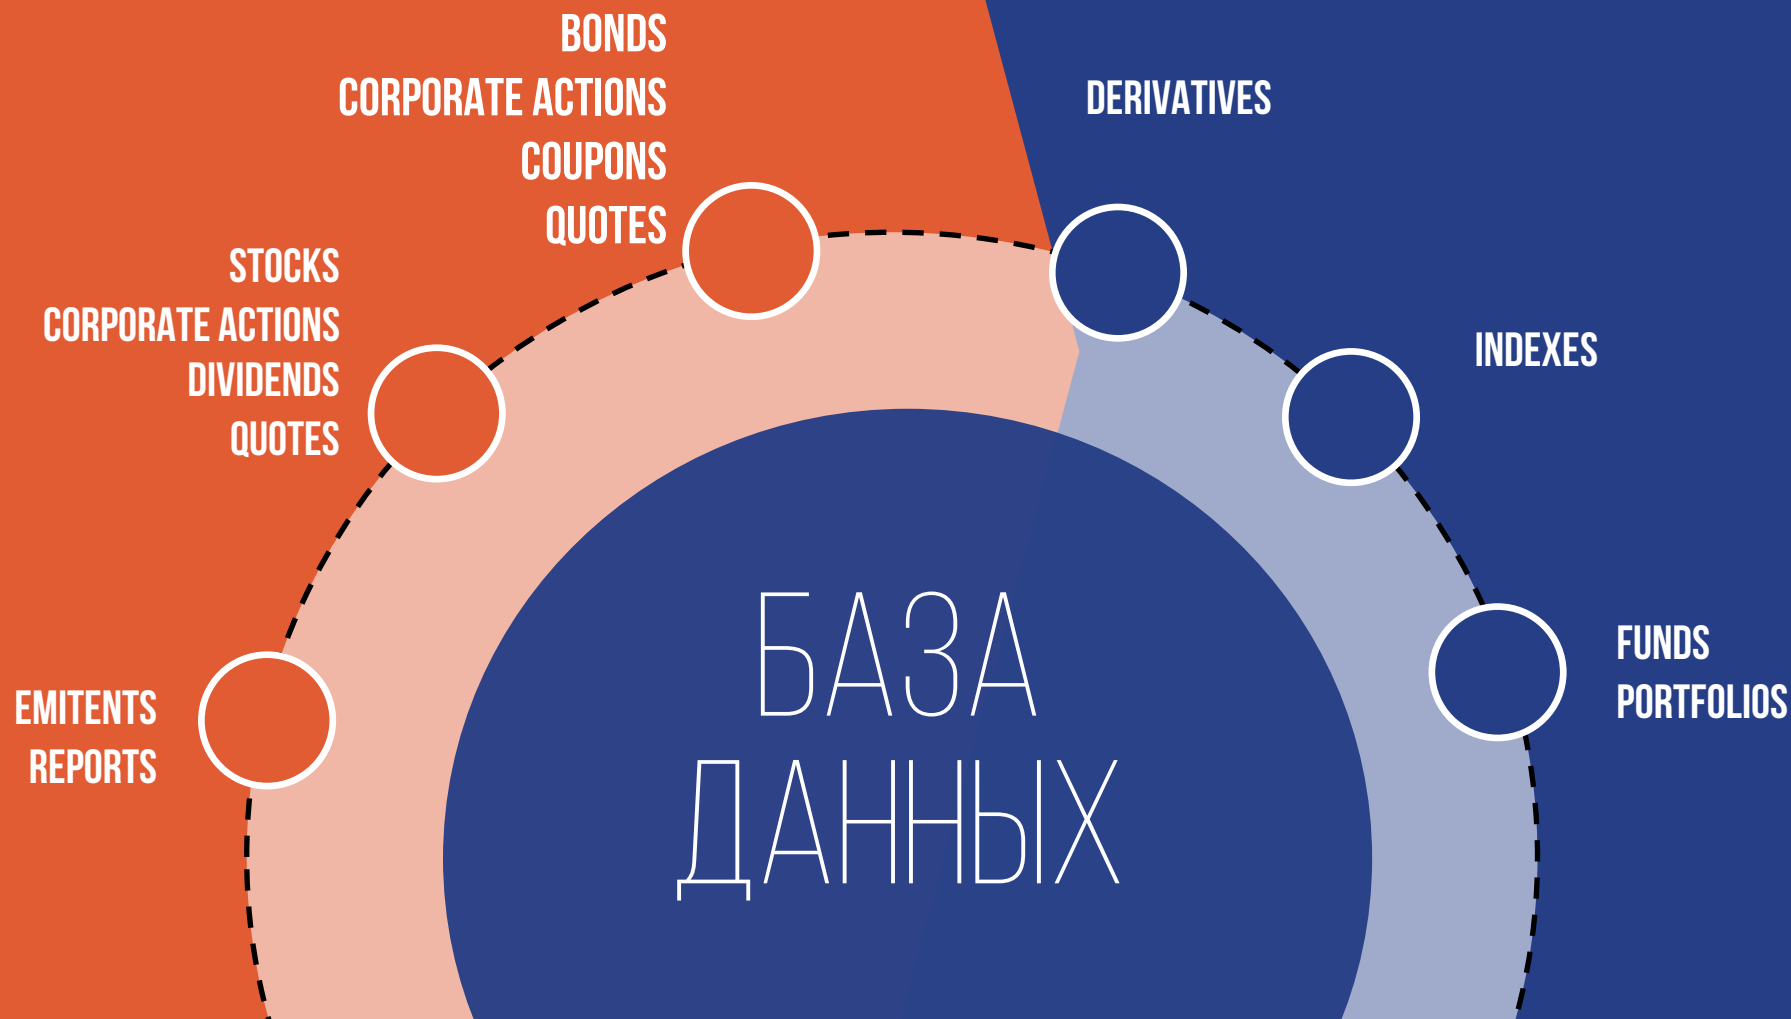 BONDS
CORPORATE ACTIONS
COUPONS
QUOTES
STOCKS
CORPORATE ACTIONS
DIVIDENDS
QUOTES
EMITENTS
REPORTS
DERIVATIVES
INDEXES
FUNDS
PORTFOLIOS
БАЗА
ДАННЫХ